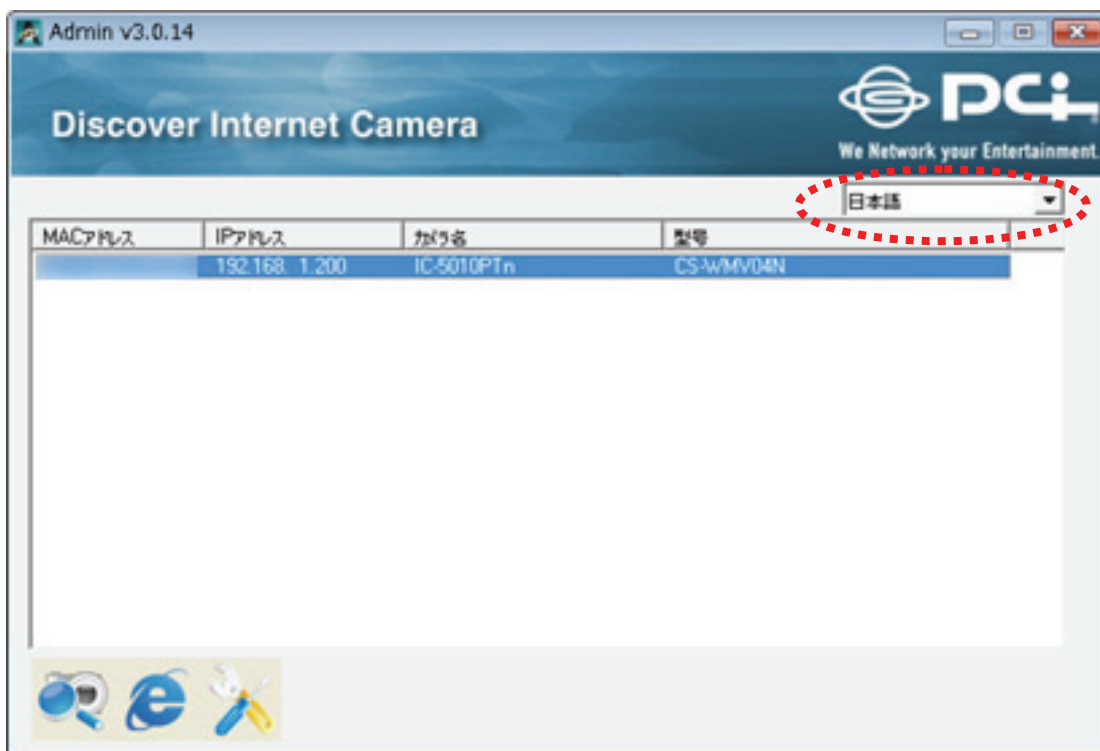 Admin v3.0.14
Discover Internet Camera
PCi
We Network your Entertainment.
日本語
MACアドレス IPアドレス カメラ名 型号
192.168. 1.200 IC-5010PTn CS-WMV04N